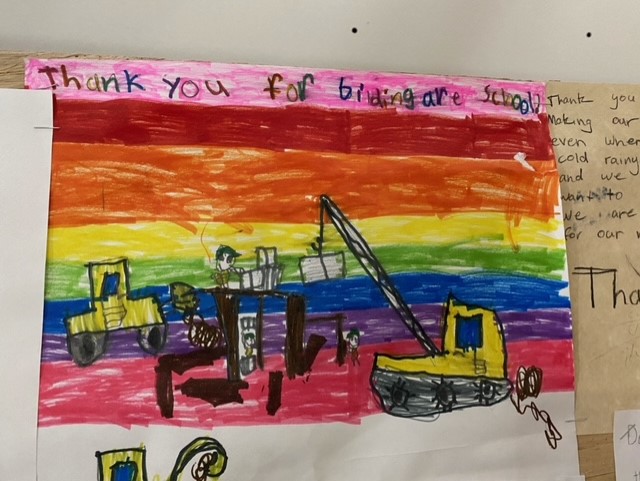 Thank you for bilding are School
Thank you
Making our
even when
cold rainy
and we
want to
we are
for our
Tha